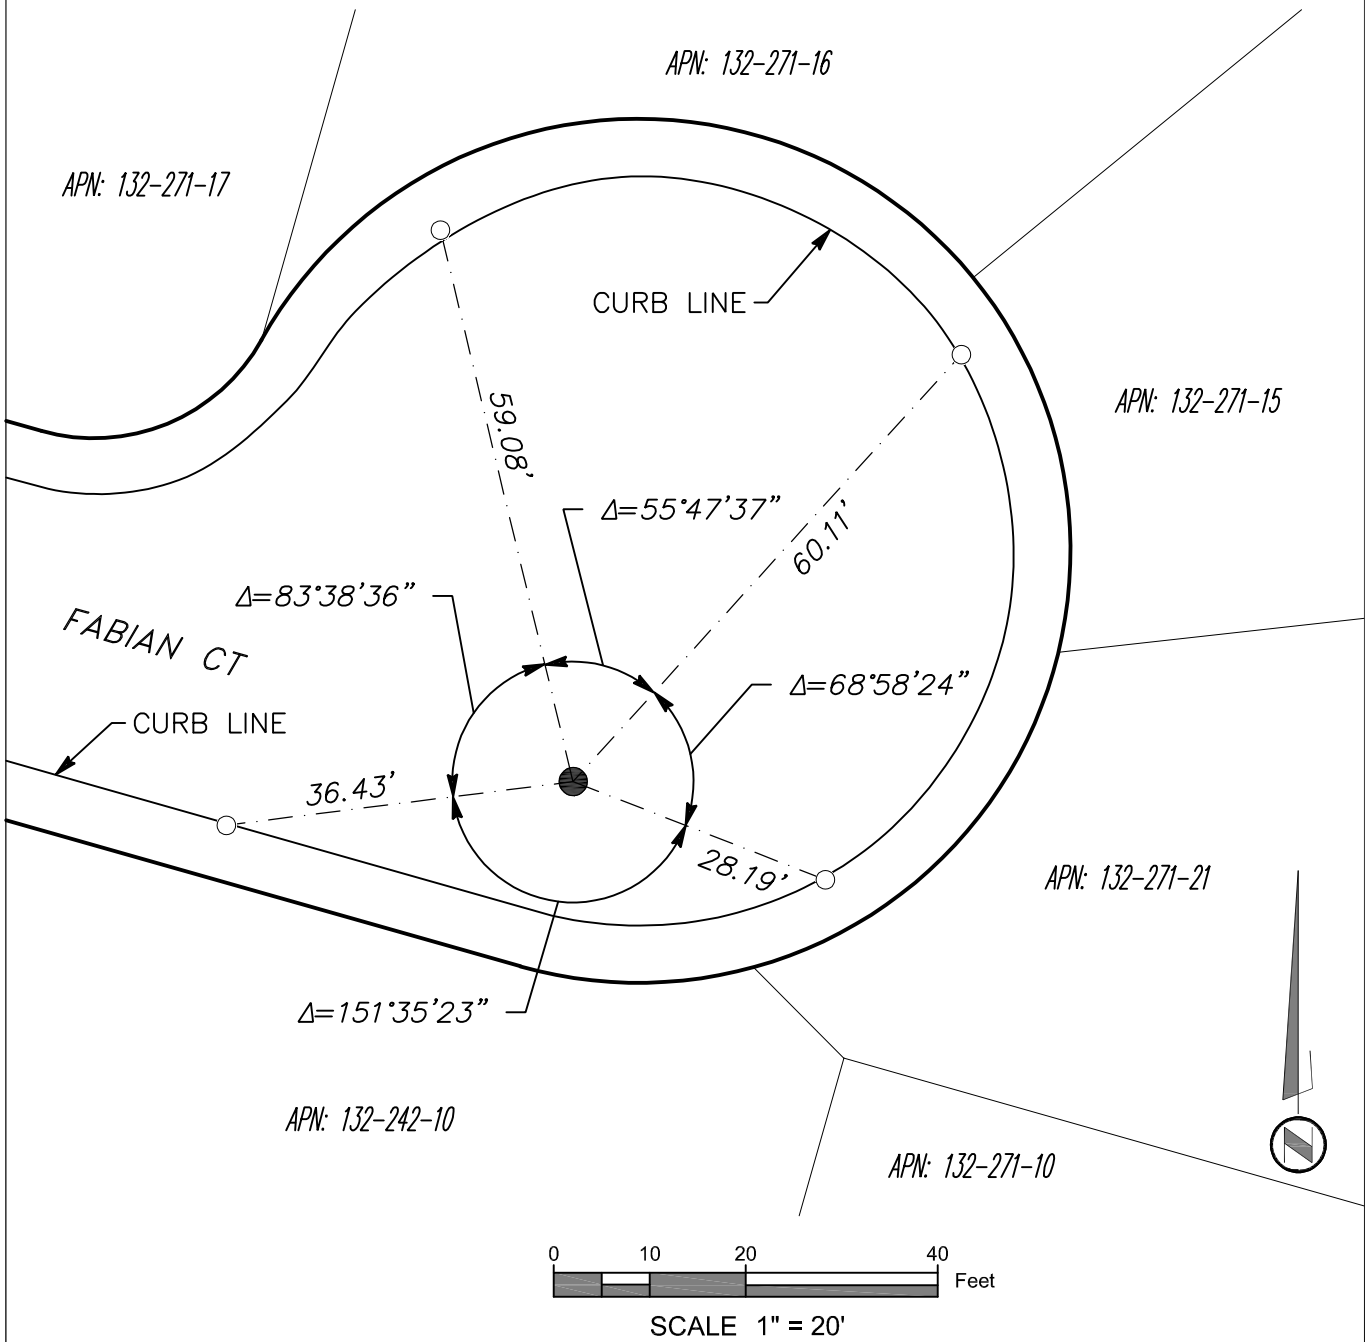 APN: 132-271-16
APN: 132-271-17
CURB LINE
APN: 132-271-15
59.08'
Δ=55°47'37"
60.11'
Δ=83°38'36"
FABIAN CT
Δ=68°58'24"
CURB LINE
36.43'
28.19'
APN: 132-271-21
Δ=151°35'23"
APN: 132-242-10
N
APN: 132-271-10
0 10 20 40
Feet
SCALE 1" = 20'